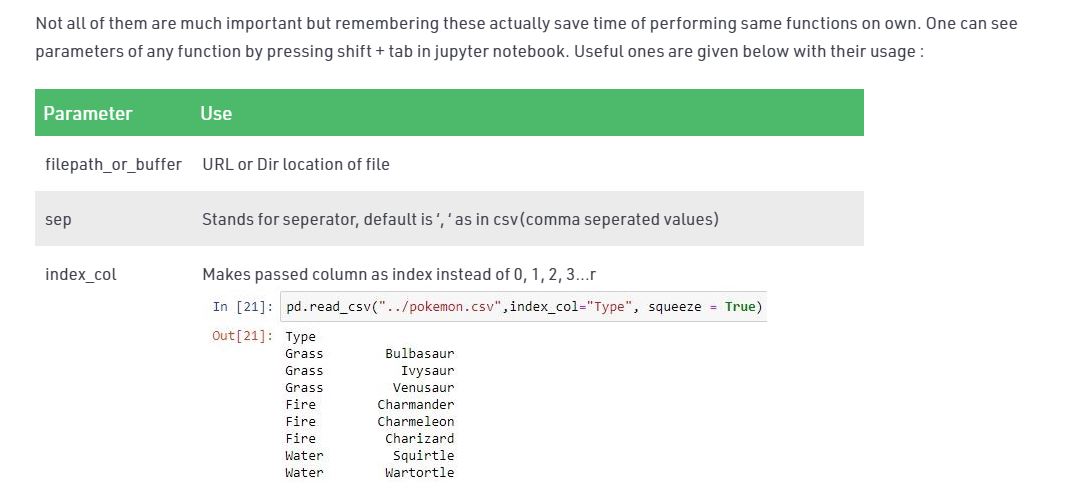 Not all of them are much important but remembering these actually save time of performing same functions on own. One can see
parameters of any function by pressing shift + tab in jupyter notebook. Useful ones are given below with their usage :
Parameter Use
filepath_or_buffer URL or Dir location of file
sep Stands for seperator, default is ‘, ‘ as in csv(comma seperated values)
index_col Makes passed column as index instead of 0, 1, 2, 3…r
In [21]: pd.read_csv("../pokemon.csv",index_col="Type", squeeze = True)
Out[21]: Type
Grass Bulbasaur
Grass Ivysaur
Grass Venusaur
Fire Charmander
Fire Charmeleon
Fire Charizard
Water Squirtle
Water Wartortle